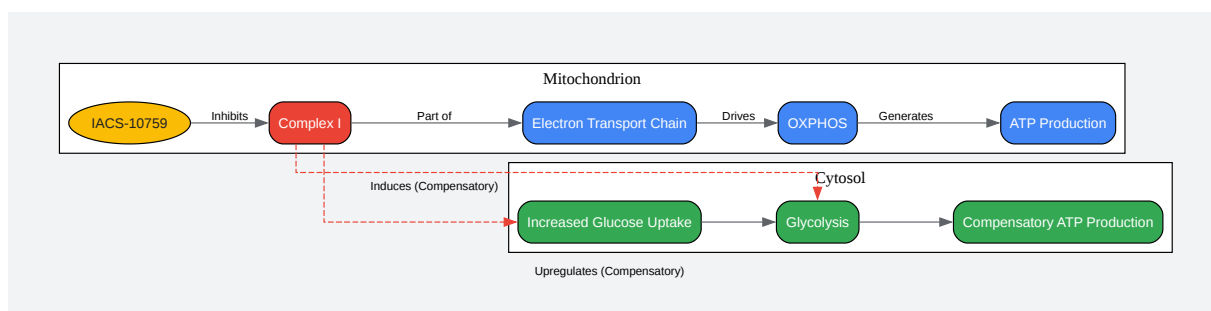 Mitochondrion
IACS-10759
Inhibits
Complex I
Part of
Electron Transport Chain
Drives
OXPHOS
Generates
ATP Production
Induces (Compensatory)
Cytosol
Increased Glucose Uptake
Glycolysis
Compensatory ATP Production
Upregulates (Compensatory)